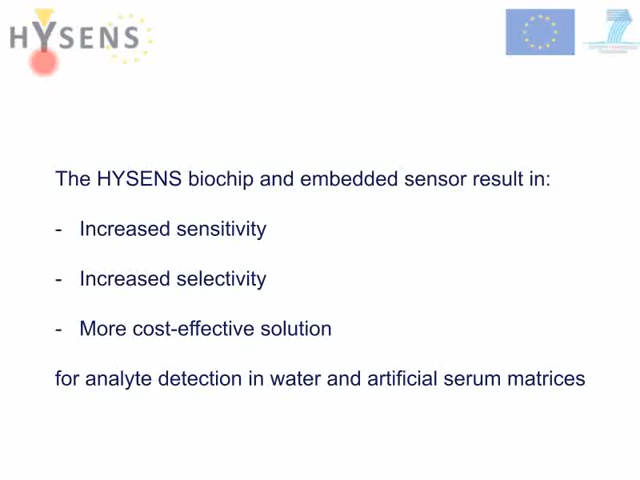 HYSENS
The HYSENS biochip and embedded sensor result in:
- Increased sensitivity
- Increased selectivity
- More cost-effective solution
for analyte detection in water and artificial serum matrices